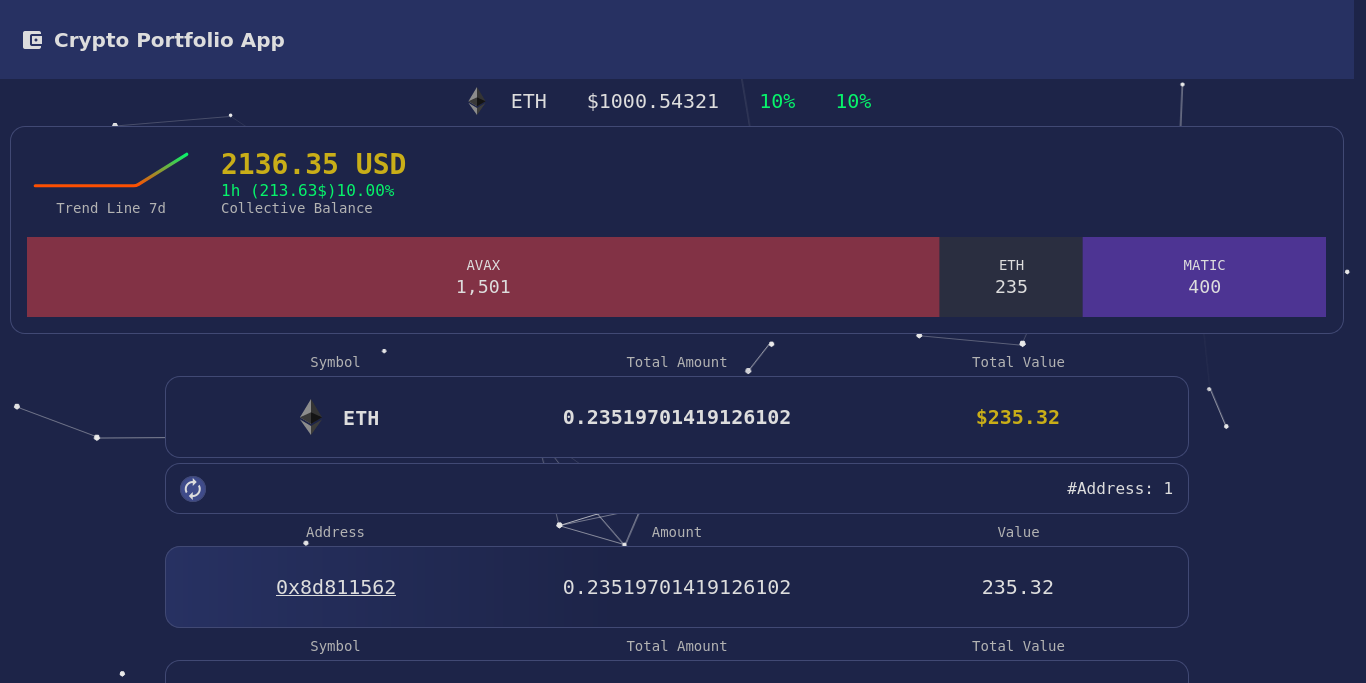 Crypto Portfolio App
ETH $1000.54321 10% 10%
2136.35 USD
1h (213.63$)10.00%
Trend Line 7d Collective Balance
AVAX ETH MATIC
1,501 235 400
Symbol Total Amount Total Value
ETH 0.23519701419126102 $235.32
#Address: 1
Address Amount Value
0x8d811562 0.23519701419126102 235.32
Symbol Total Amount Total Value